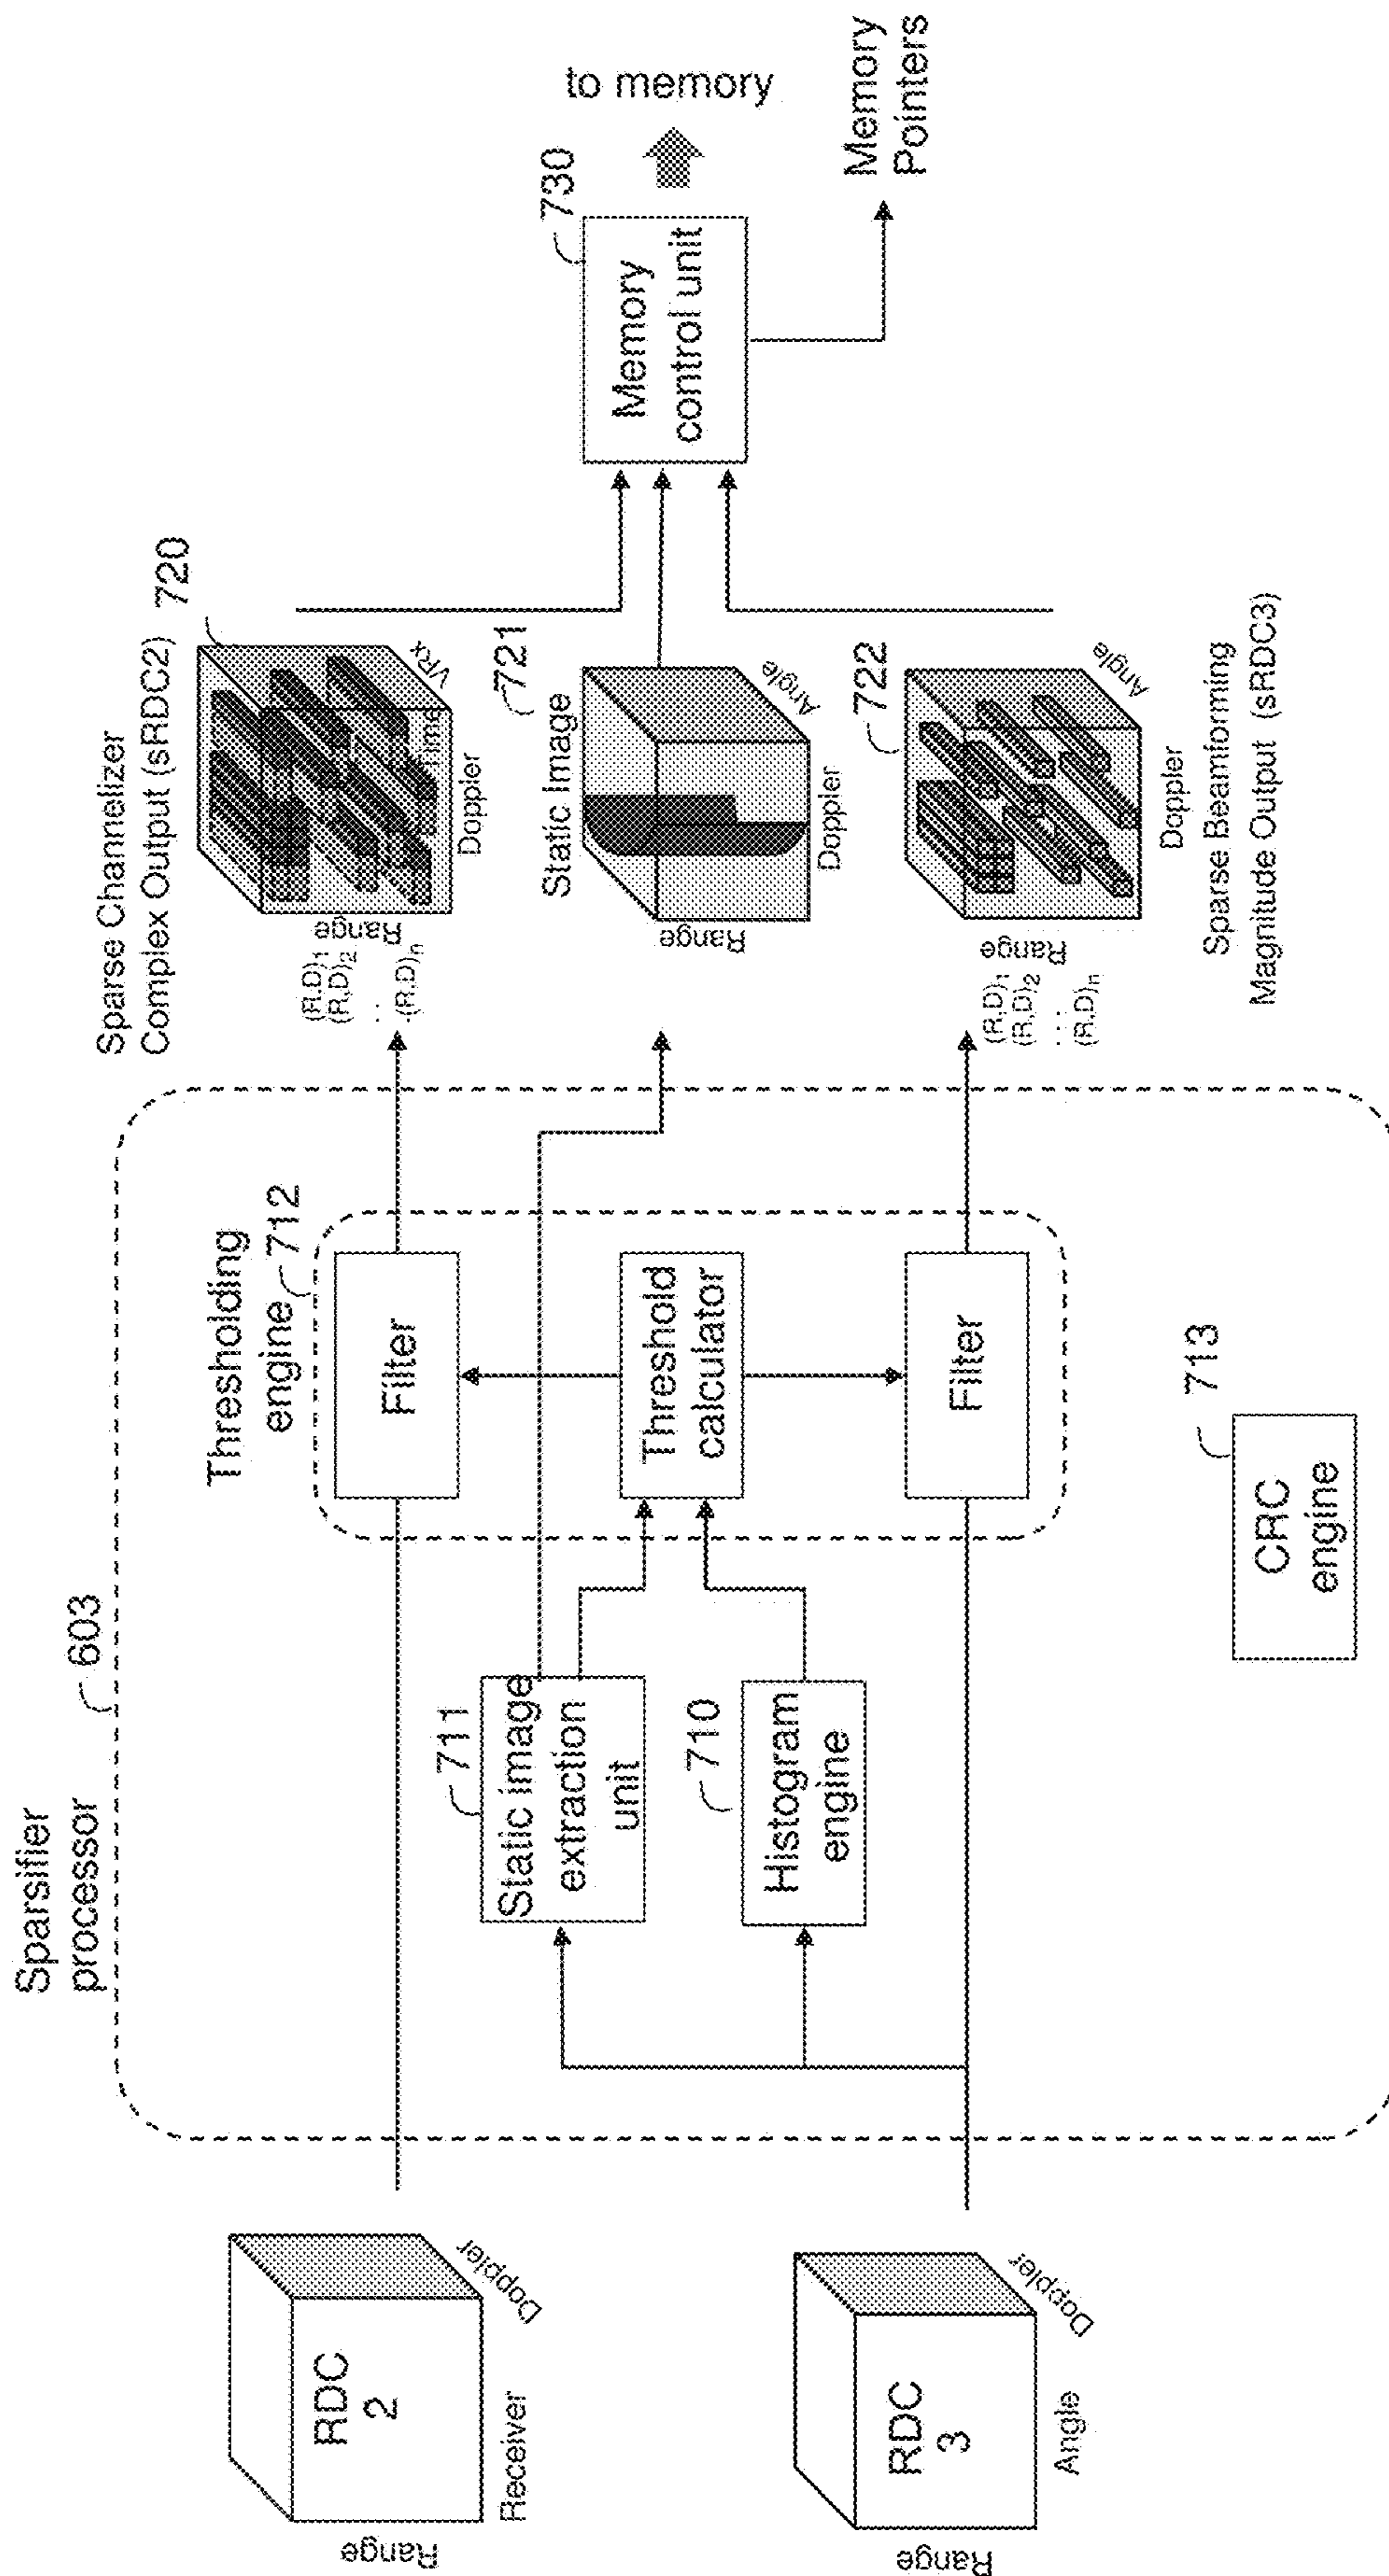 Sparsifier
processor
603
RDC
2
Range
Receiver
Doppler
RDC
3
Range
Angle
Doppler
711
Static image
extraction
unit
710
Histogram
engine
Thresholding
engine
712
Filter
Threshold
calculator
Filter
713
CRC
engine
Sparse Channelizer
Complex Output (sRDC2)
720
(R,D)1
(R,D)2
. . .
(R,D)n
Range
Doppler
Time
VRx
Static Image
721
Range
Doppler
Angle
722
(R,D)1
(R,D)2
. . . .
(R,D)n
Range
Doppler
Angle
Sparse Beamforming
Magnitude Output (sRDC3)
730
Memory
control unit
to memory
Memory
Pointers